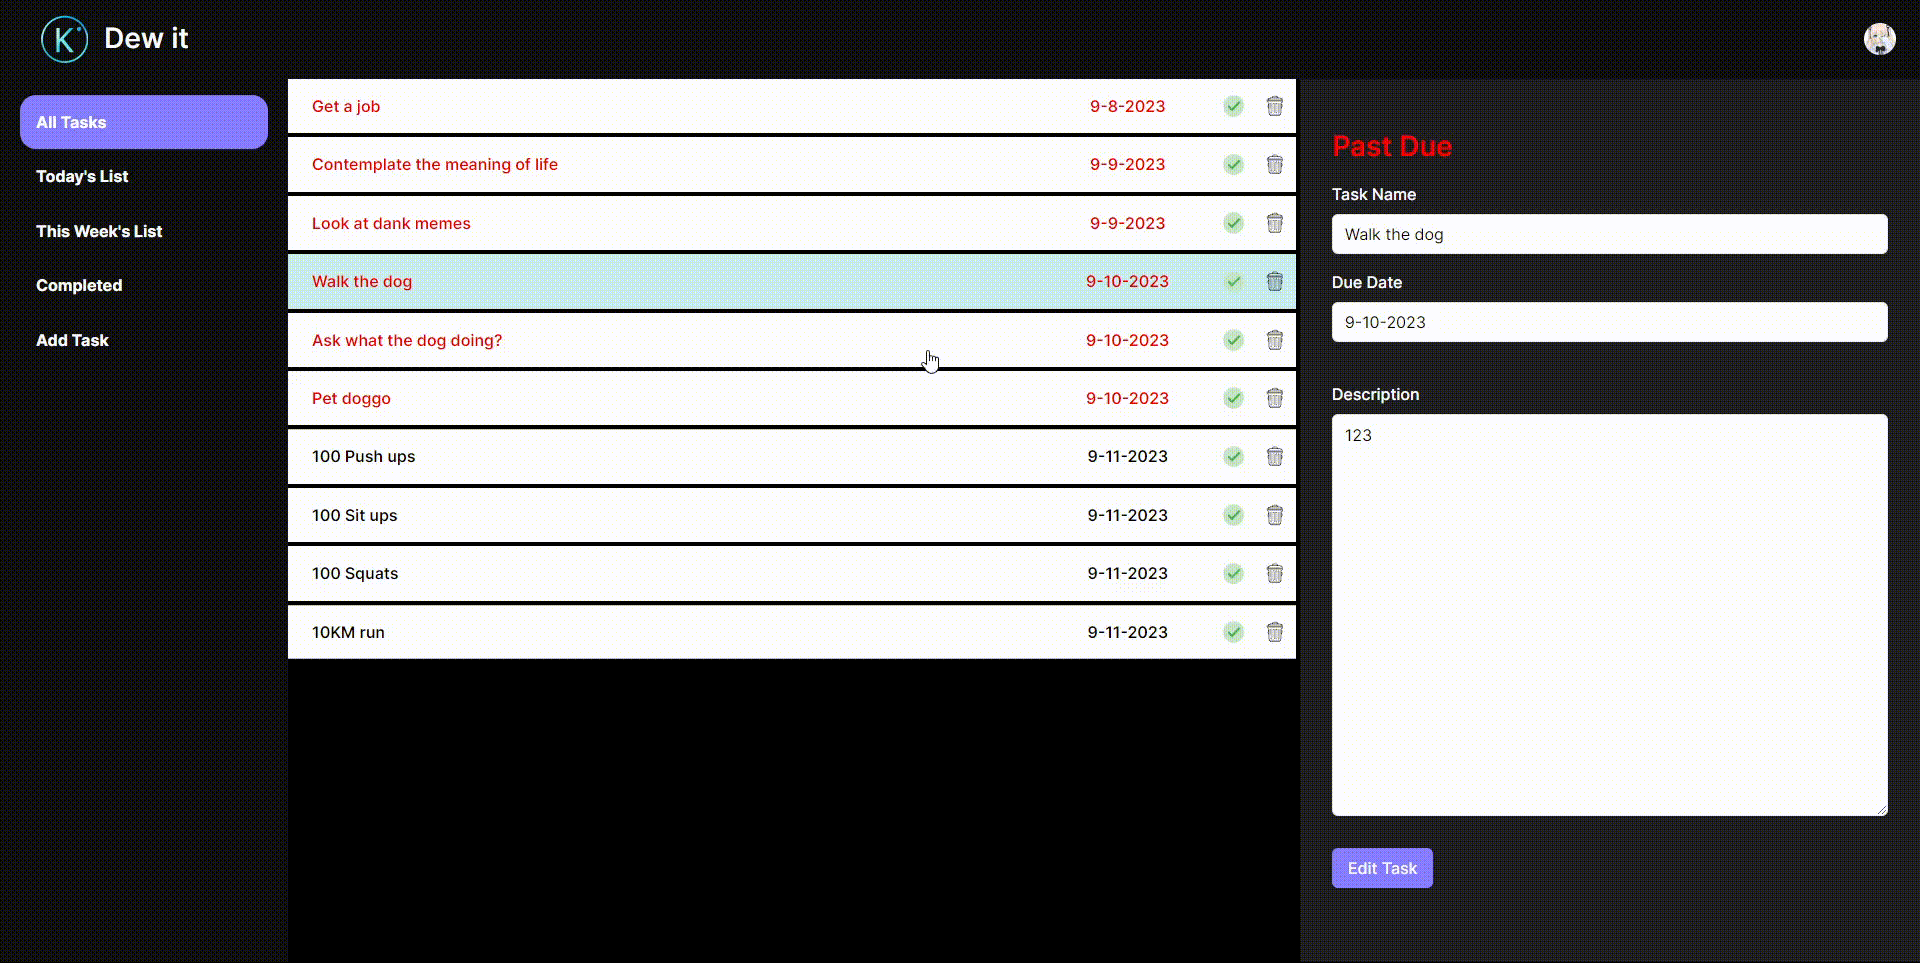 K Dew it
All Tasks
Today's List
This Week's List
Completed
Add Task
Get a job 9-8-2023
Contemplate the meaning of life 9-9-2023
Look at dank memes 9-9-2023
Walk the dog 9-10-2023
Ask what the dog doing? 9-10-2023
Pet doggo 9-10-2023
100 Push ups 9-11-2023
100 Sit ups 9-11-2023
100 Squats 9-11-2023
10KM run 9-11-2023
Past Due
Task Name
Walk the dog
Due Date
9-10-2023
Description
123
Edit Task